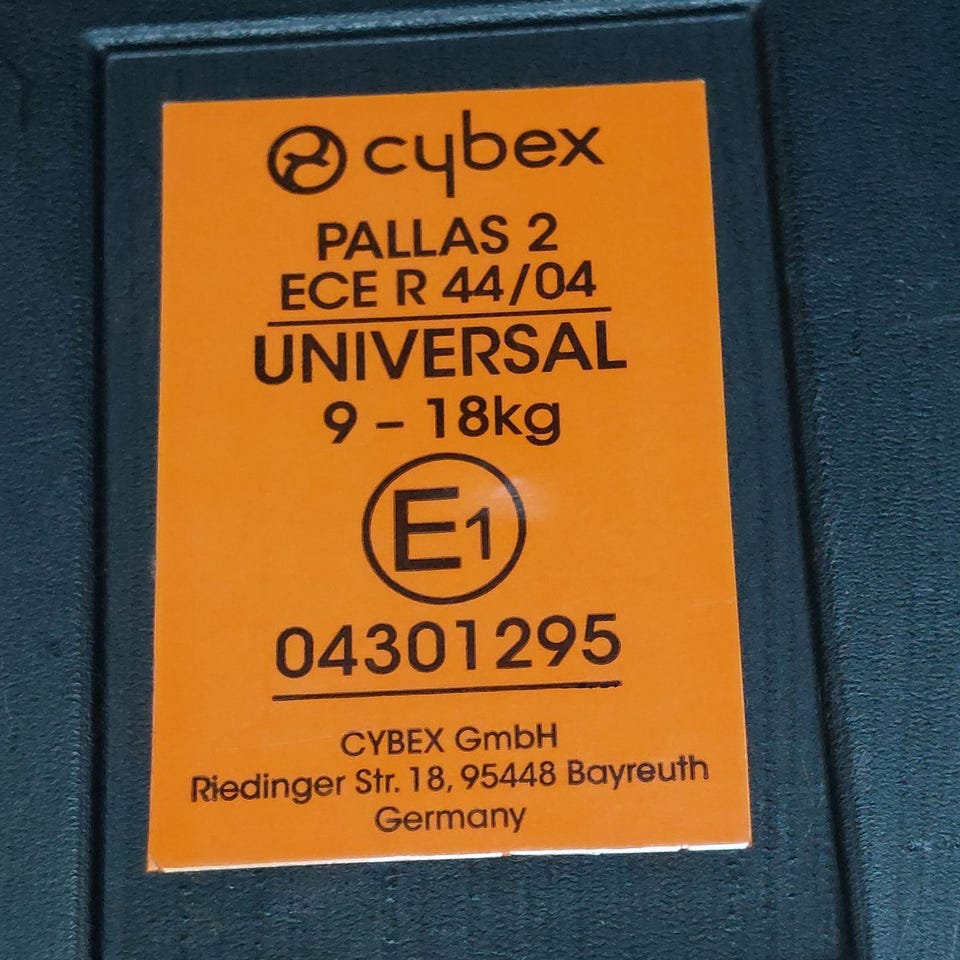 cybex
PALLAS 2
ECE R 44/04
UNIVERSAL
9 – 18kg
E1
04301295
CYBEX GmbH
Riedinger Str. 18, 95448 Bayreuth
Germany